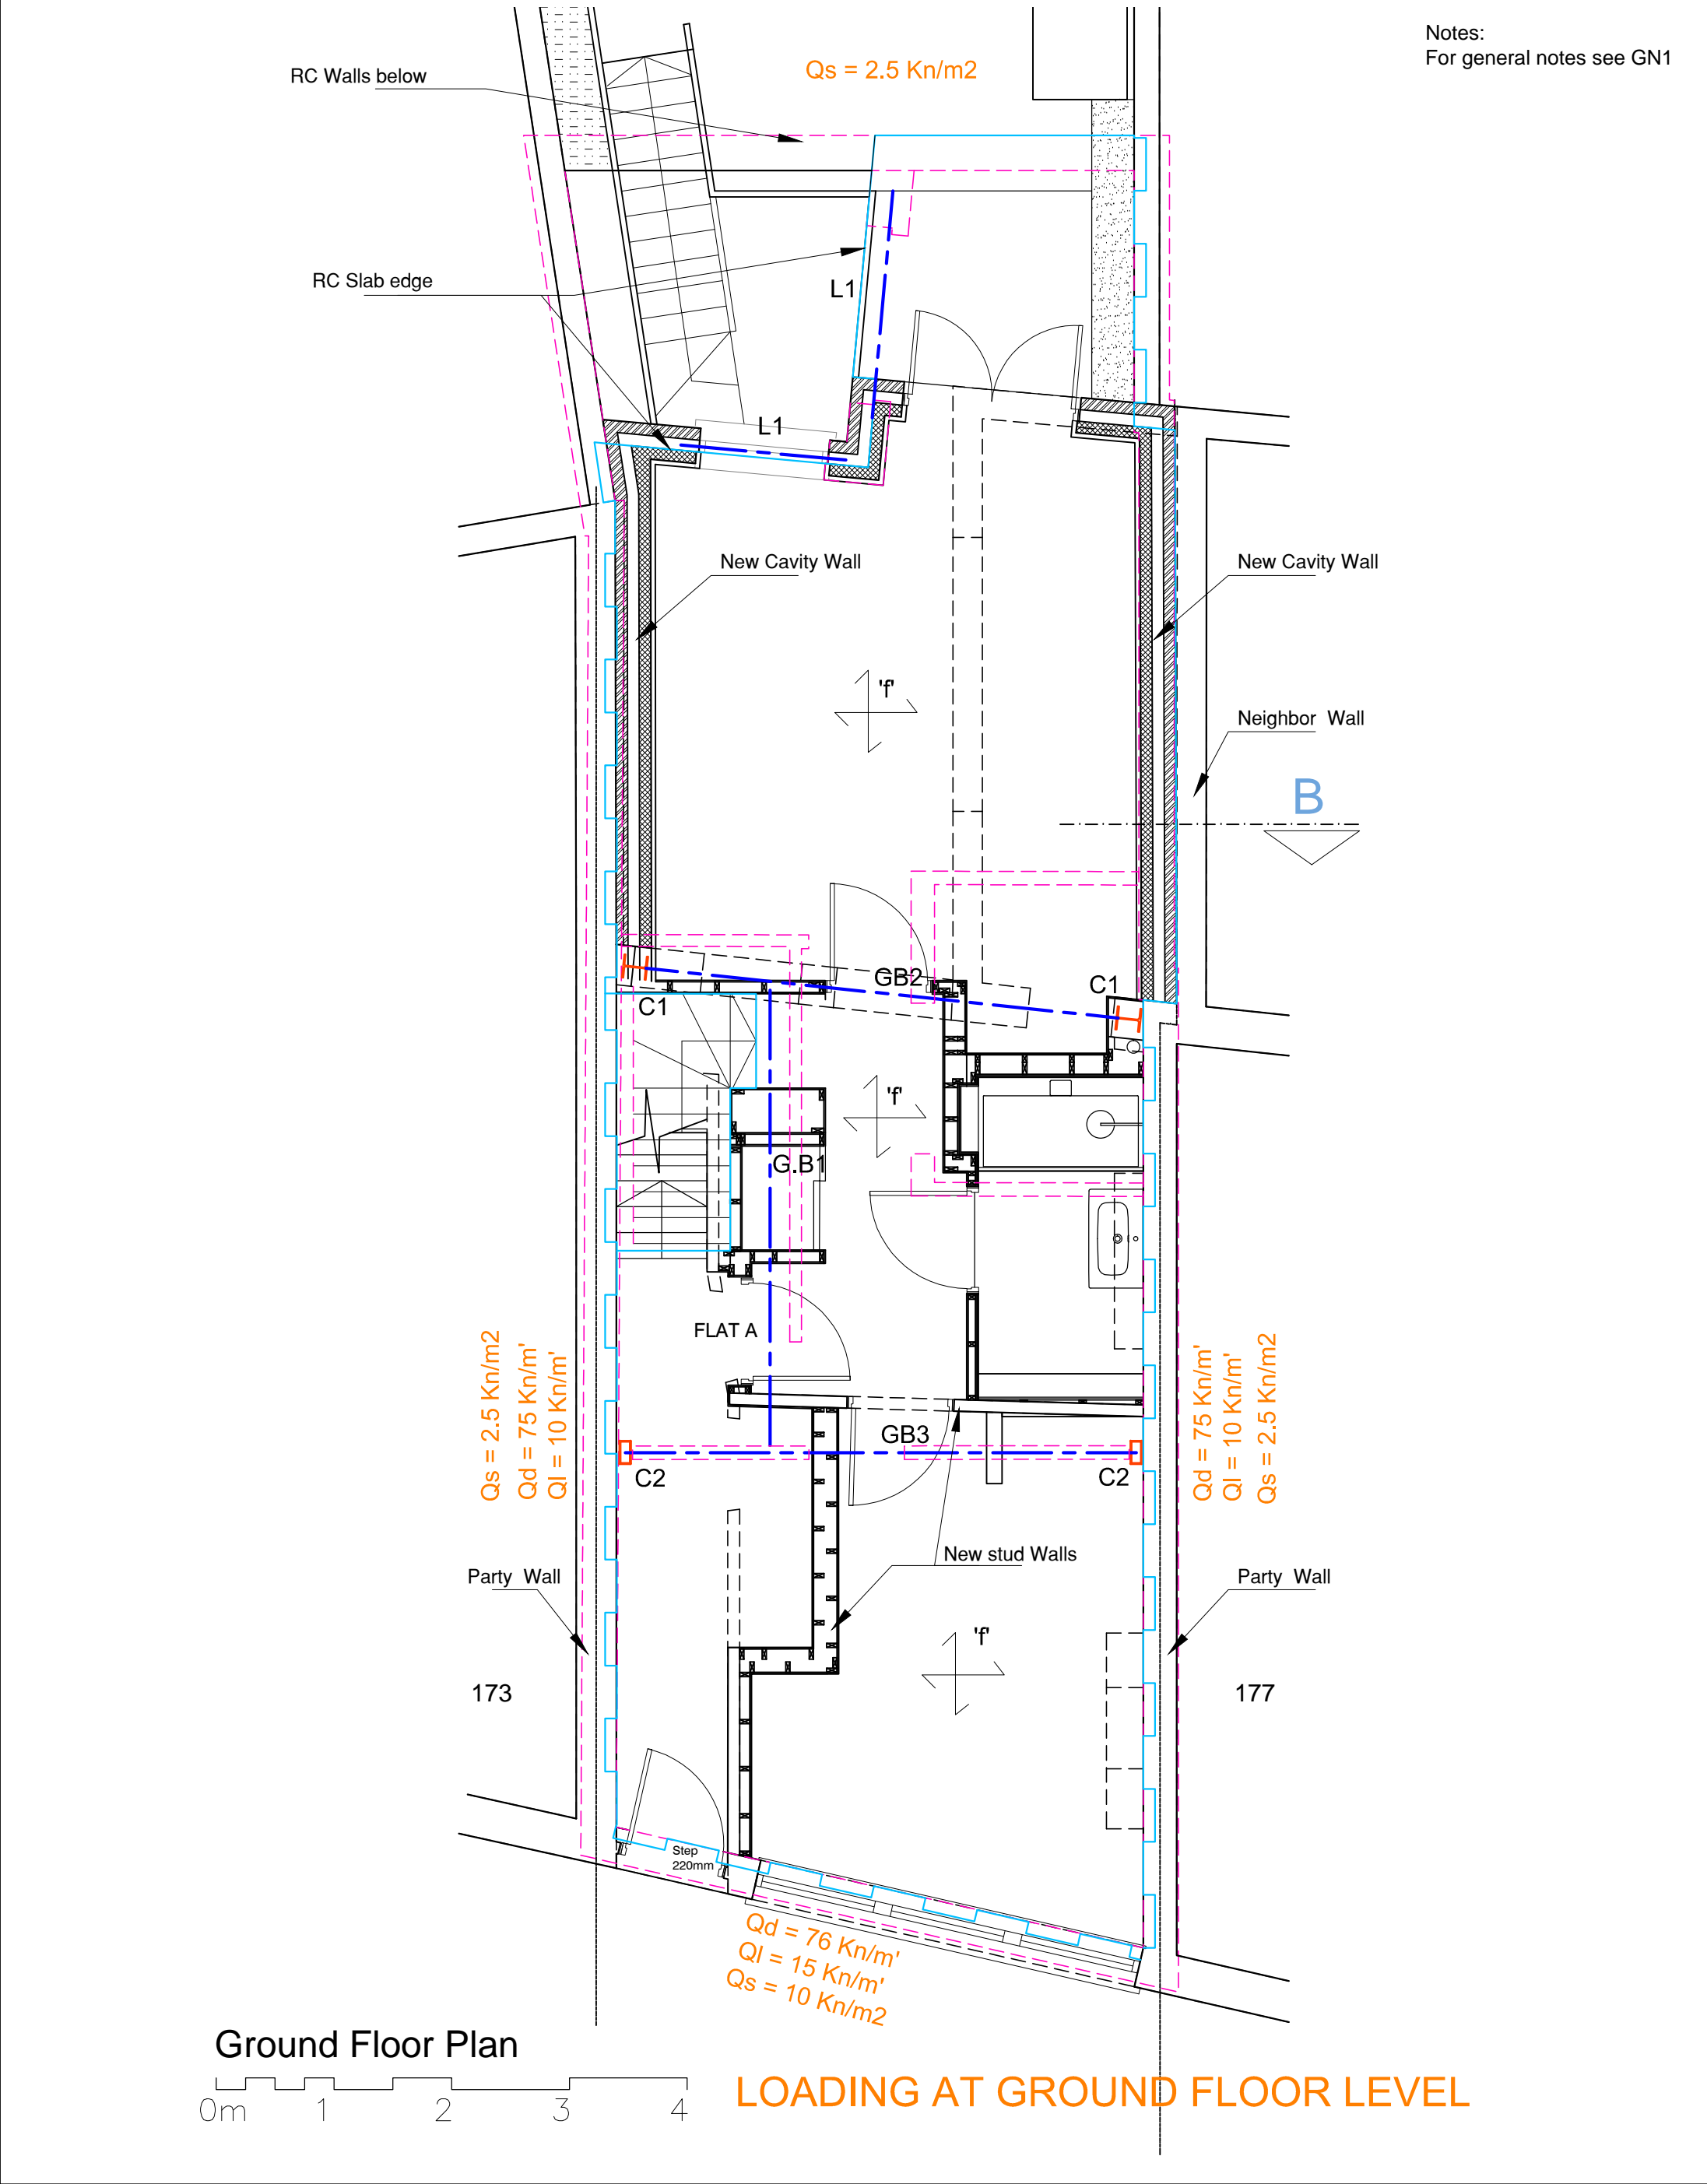 Notes:
For general notes see GN1
Qs = 2.5 Kn/m2
RC Walls below
RC Slab edge
L1
L1
New Cavity Wall
New Cavity Wall
'f'
Neighbor Wall
B
GB2
C1
C1
'f'
G.B1
FLAT A
Qs = 2.5 Kn/m2
Qd = 75 Kn/m'
Ql = 10 Kn/m'
Qd = 75 Kn/m'
Ql = 10 Kn/m'
Qs = 2.5 Kn/m2
GB3
C2
C2
New stud Walls
Party Wall
Party Wall
'f'
173
177
Step
220mm
Qd = 76 Kn/m'
Ql = 15 Kn/m'
Qs = 10 Kn/m2
Ground Floor Plan
0m 1 2 3 4
LOADING AT GROUND FLOOR LEVEL